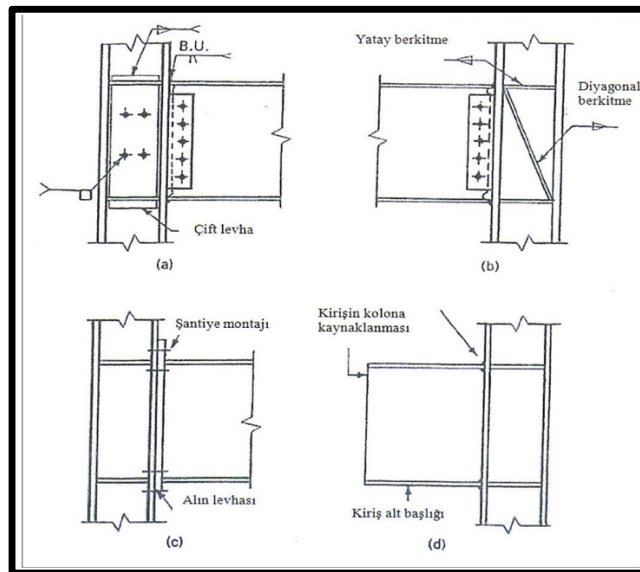 B.U.
Çift levha
(a)
Yatay berkitme
Diyagonal
berkitme
(b)
Şantiye montajı
Alın levhası
(c)
Kirişin kolona
kaynaklanması
Kiriş alt başlığı
(d)